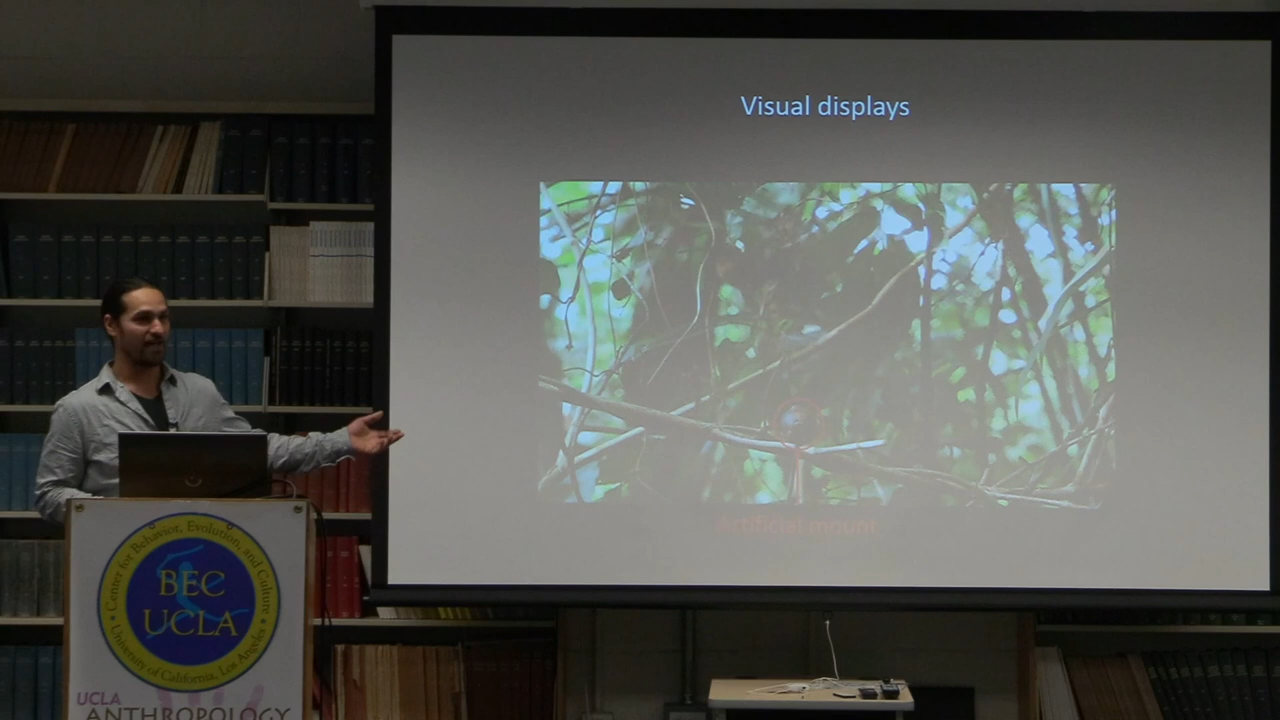 Visual displays
Artificial mount
Center for Behavior, Evolution, and Culture
BEC
UCLA
University of California, Los Angeles
UCLA
ANTHROPOLOGY